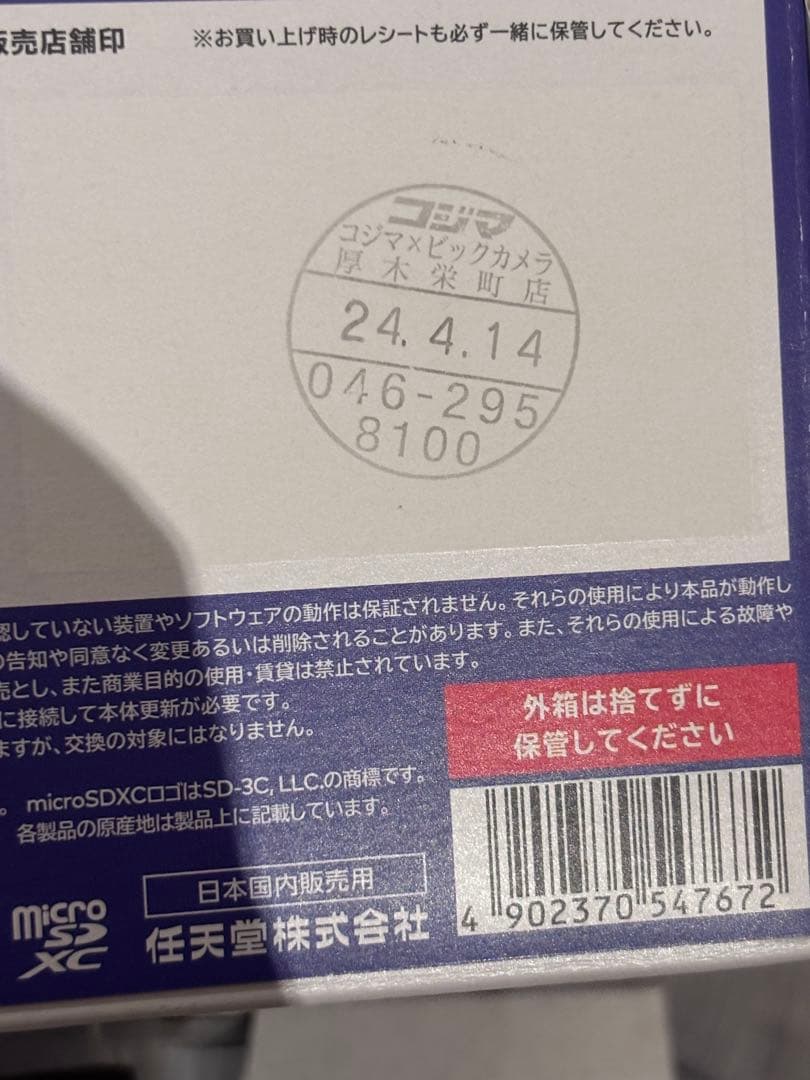 販売店舗印
※お買い上げ時のレシートも必ず一緒に保管してください。
コジマ
コジマ×ビックカメラ
厚木栄町店
24.4.14
046-295
8100
認していない装置やソフトウェアの動作は保証されません。それらの使用により本品が動作し
の告知や同意なく変更あるいは削除されることがあります。また、それらの使用による故障や
売とし、また商業目的の使用・賃貸は禁止されています。
に接続して本体更新が必要です。
ますが、交換の対象にはなりません。
外箱は捨てずに
保管してください
。 microSDXCロゴはSD-3C, LLC.の商標です。
各製品の原産地は製品上に記載しています。
日本国内販売用
micro
SD
XC
任天堂株式会社
4 902370 547672